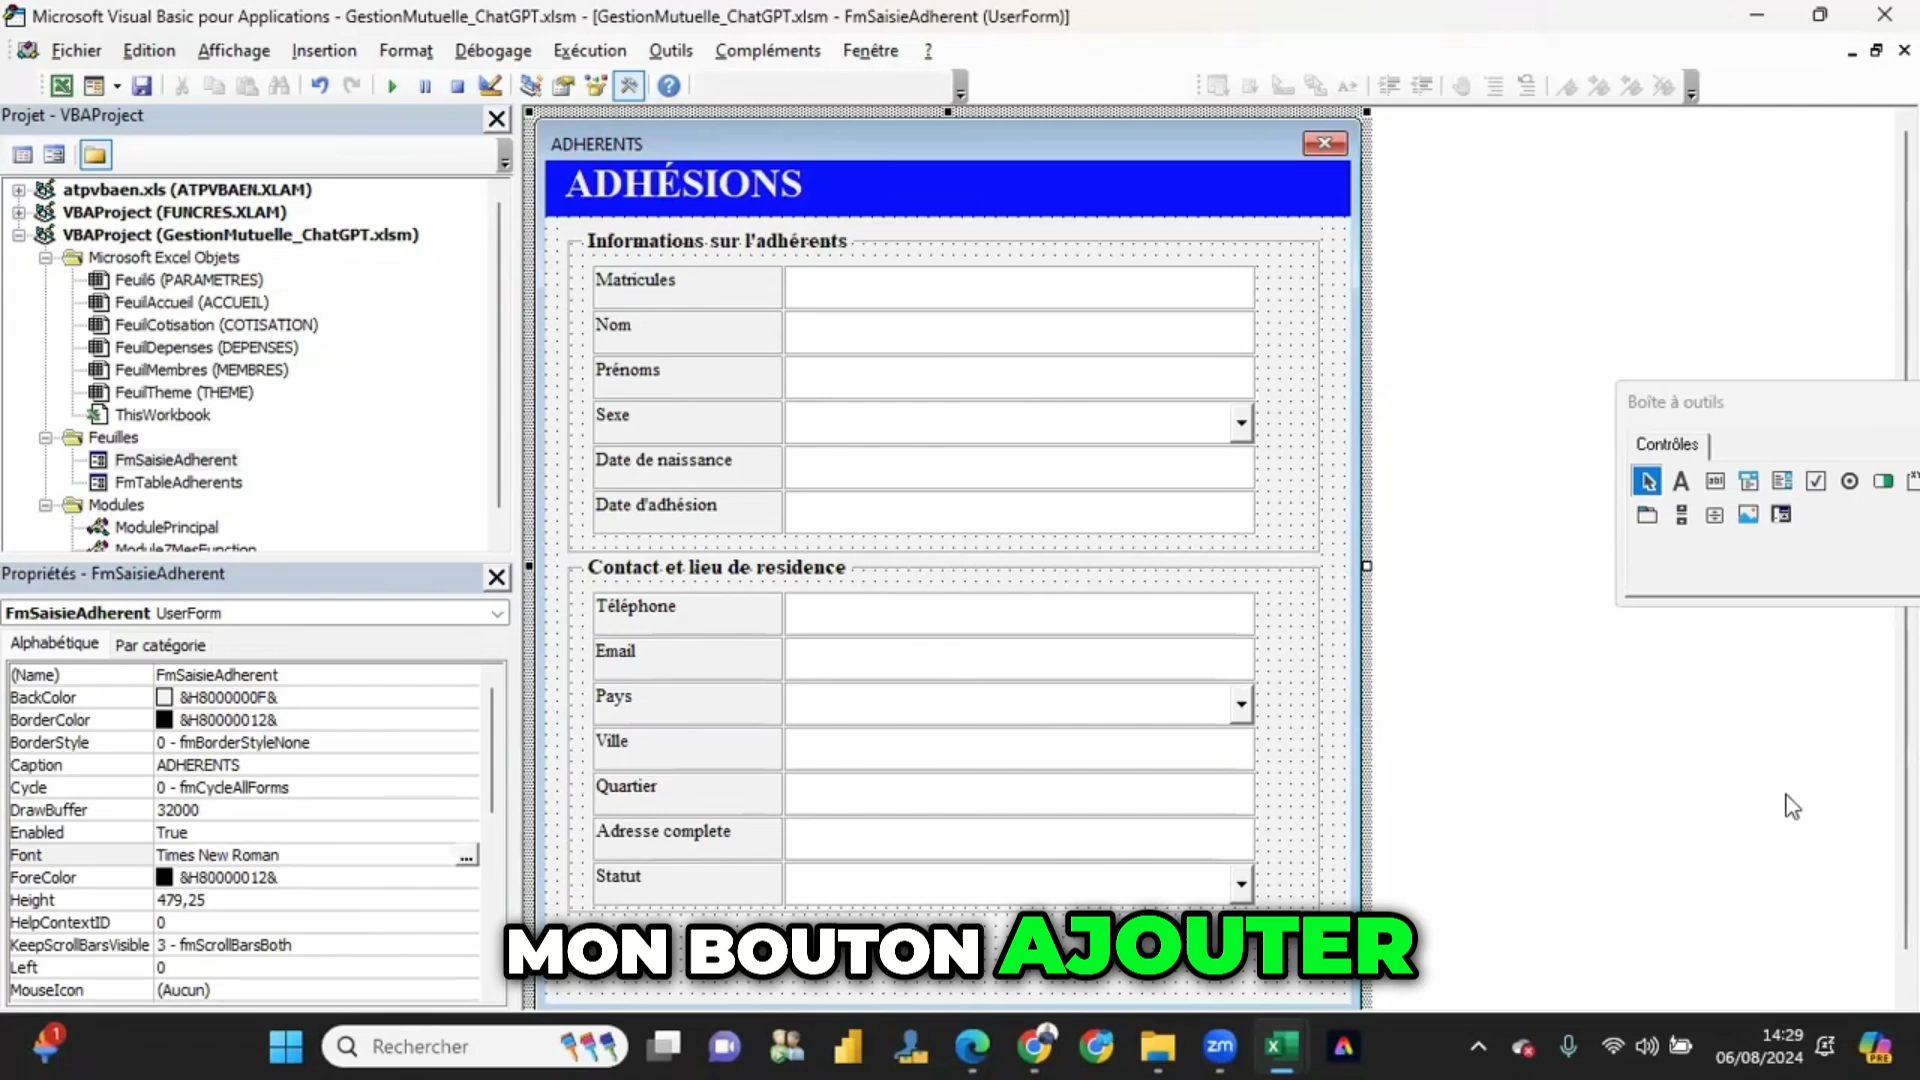 Microsoft Visual Basic pour Applications - GestionMutuelle_ChatGPT.xlsm - [GestionMutuelle_ChatGPT.xlsm - FmSaisieAdherent (UserForm)]
Fichier Edition Affichage Insertion Format Débogage Exécution Outils Compléments Fenêtre ?
Projet - VBAProject
atpvbaen.xls (ATPVBAEN.XLAM)
VBAProject (FUNCRES.XLAM)
VBAProject (GestionMutuelle_ChatGPT.xlsm)
Microsoft Excel Objets
Feuil6 (PARAMETRES)
FeuilAccueil (ACCUEIL)
FeuilCotisation (COTISATION)
FeuilDepenses (DEPENSES)
FeuilMembres (MEMBRES)
FeuilTheme (THEME)
ThisWorkbook
Feuilles
FmSaisieAdherent
FmTableAdherents
Modules
ModulePrincipal
ModuleZMesFunction
Propriétés - FmSaisieAdherent
FmSaisieAdherent UserForm
Alphabétique Par catégorie
(Name) FmSaisieAdherent
BackColor &H8000000F&
BorderColor &H80000012&
BorderStyle 0 - fmBorderStyleNone
Caption ADHERENTS
Cycle 0 - fmCycleAllForms
DrawBuffer 32000
Enabled True
Font Times New Roman ...
ForeColor &H80000012&
Height 479,25
HelpContextID 0
KeepScrollBarsVisible 3 - fmScrollBarsBoth
Left 0
MouseIcon (Aucun)
ADHERENTS
ADHÉSIONS
Informations sur l'adhérents
Matricules
Nom
Prénoms
Sexe
Date de naissance
Date d'adhésion
Contact et lieu de residence
Téléphone
Email
Pays
Ville
Quartier
Adresse complete
Statut
Boîte à outils
Contrôles
A abl
MON BOUTON AJOUTER
1
Rechercher
zm
14:29
06/08/2024
PRE